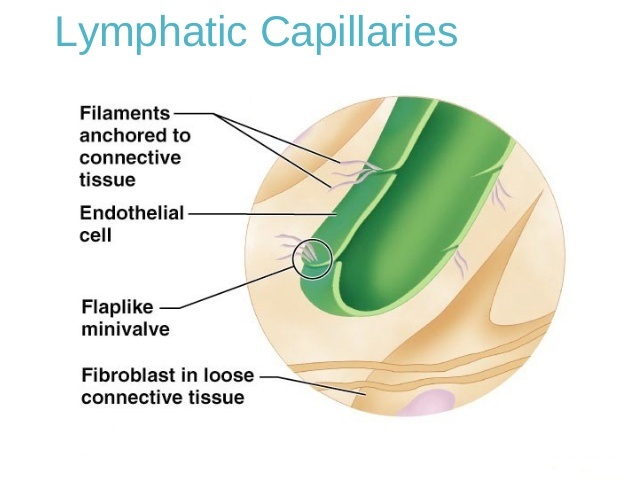 Lymphatic Capillaries
Filaments
anchored to
connective
tissue
Endothelial
cell
Flaplike
minivalve
Fibroblast in loose
connective tissue